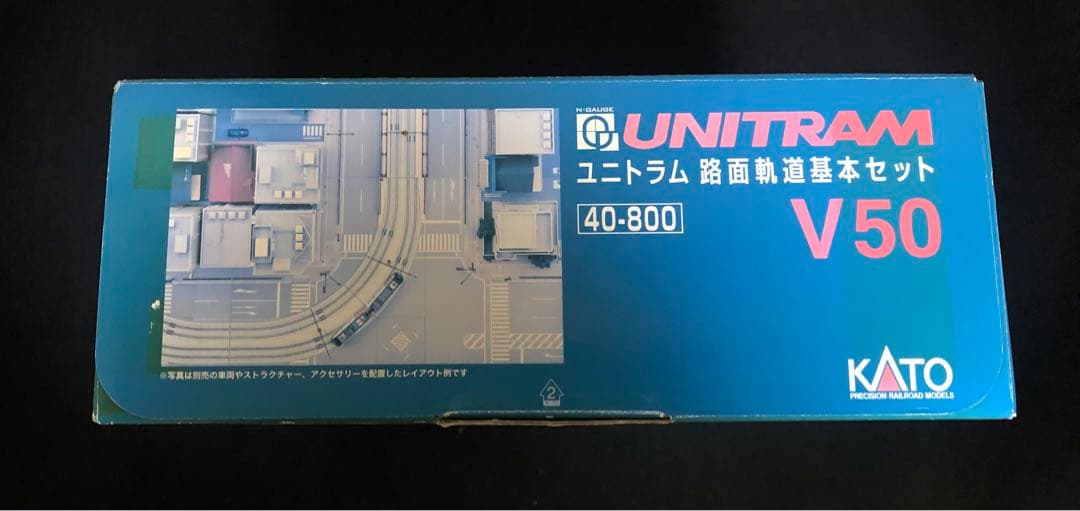 N-GAUGE
UNITRAM
ユニトラム 路面軌道基本セット
40-800
V50
※写真は別売の車両やストラクチャー、アクセサリーを配置したレイアウト例です
2
KATO
PRECISION RAILROAD MODELS